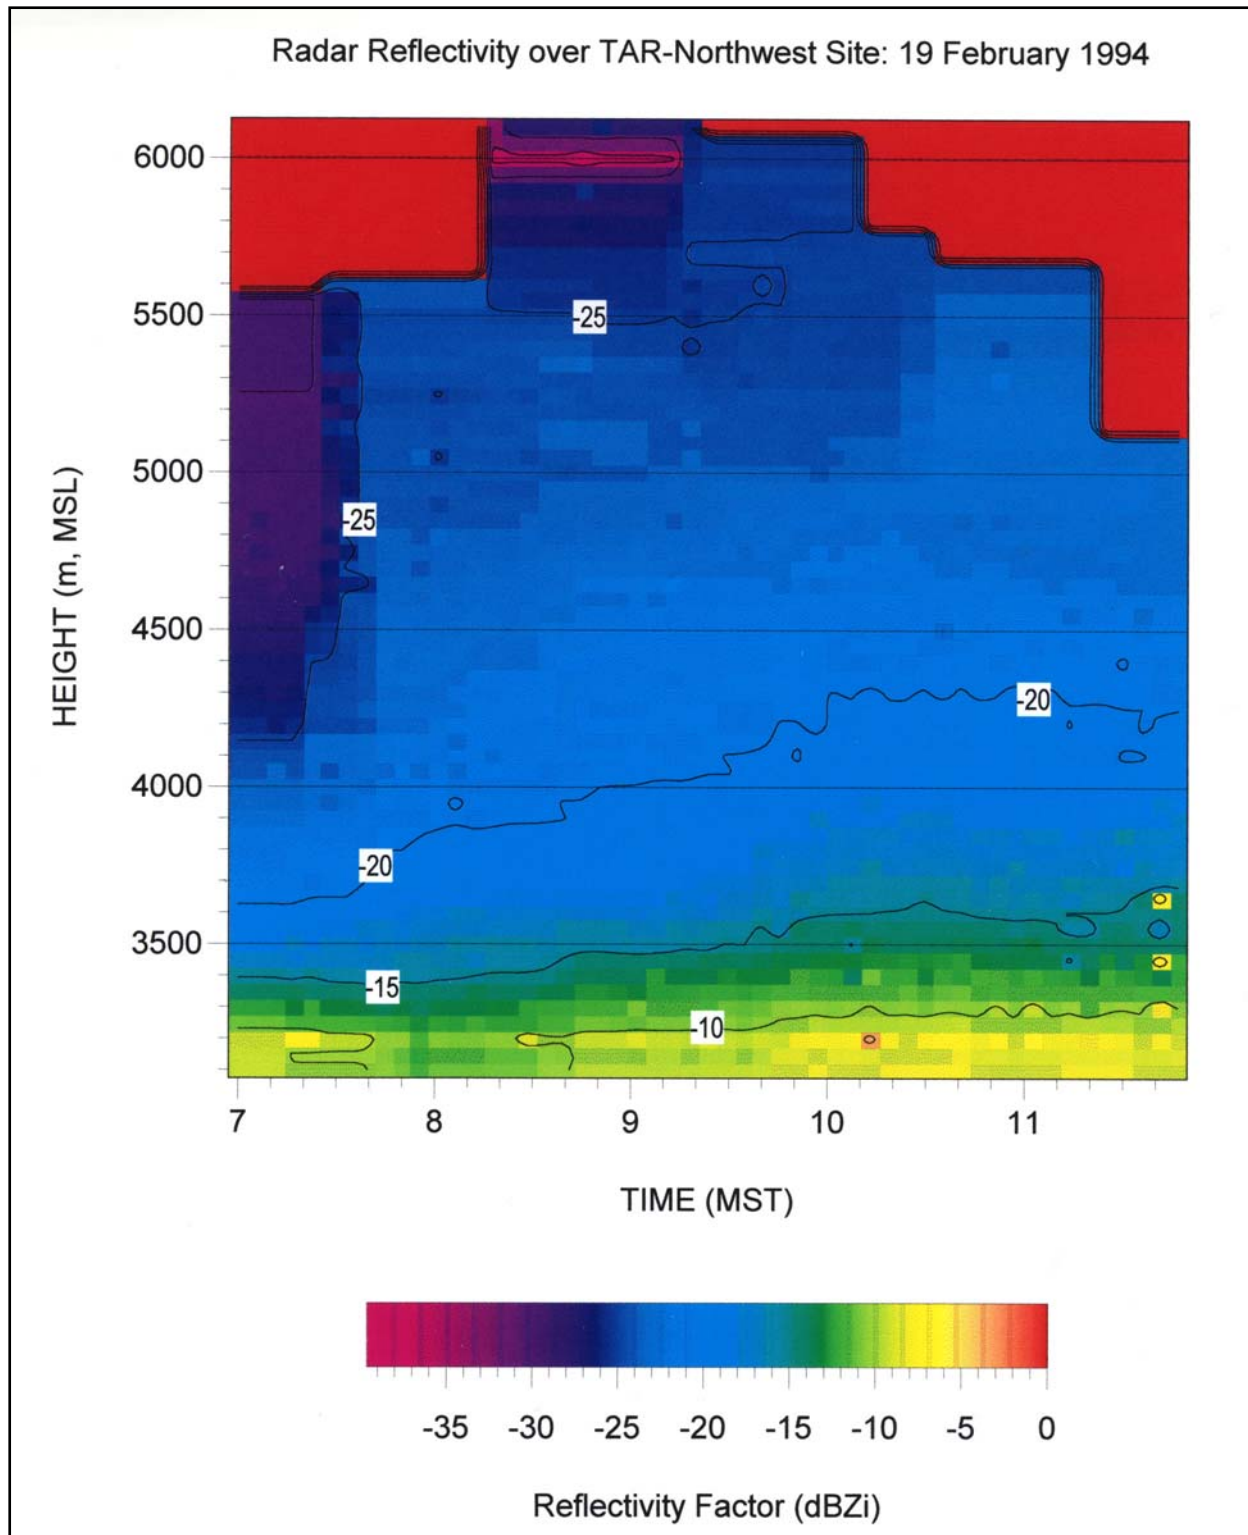 Radar Reflectivity over TAR-Northwest Site: 19 February 1994
6000
5500
5000
4500
4000
3500
HEIGHT (m, MSL)
-25
-25
-20
-20
-15
-10
7 8 9 10 11
TIME (MST)
-35 -30 -25 -20 -15 -10 -5 0
Reflectivity Factor (dBZi)